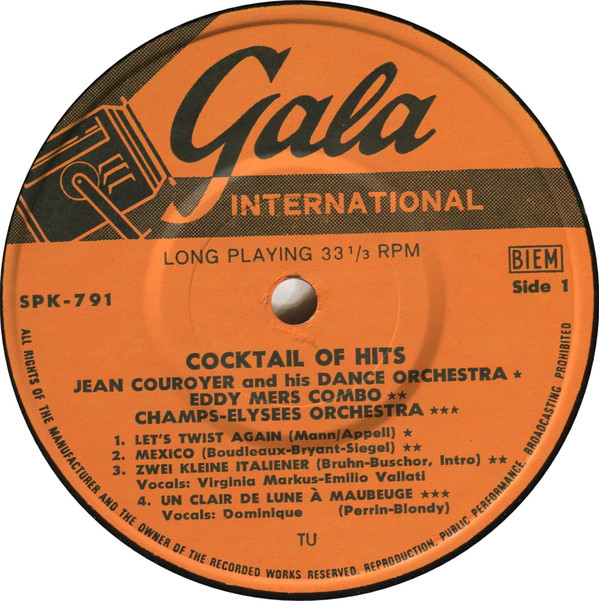 Gala
INTERNATIONAL
LONG PLAYING 33 1/3 RPM
BIEM
SPK-791
Side 1
COCKTAIL OF HITS
JEAN COUROYER and his DANCE ORCHESTRA ★
EDDY MERS COMBO ★★
CHAMPS-ELYSEES ORCHESTRA ★★★
1. LET'S TWIST AGAIN (Mann/Appell) ★
2. MEXICO (Boudleaux-Bryant-Siegel) ★★
3. ZWEI KLEINE ITALIENER (Bruhn-Buschor, Intro) ★★
Vocals: Virginia Markus-Emilio Vallati
4. UN CLAIR DE LUNE À MAUBEUGE ★★★
Vocals: Dominique (Perrin-Blondy)
TU
ALL RIGHTS OF THE MANUFACTURER AND THE OWNER OF THE RECORDED WORKS RESERVED. REPRODUCTION, PUBLIC PERFORMANCE, BROADCASTING PROHIBITED